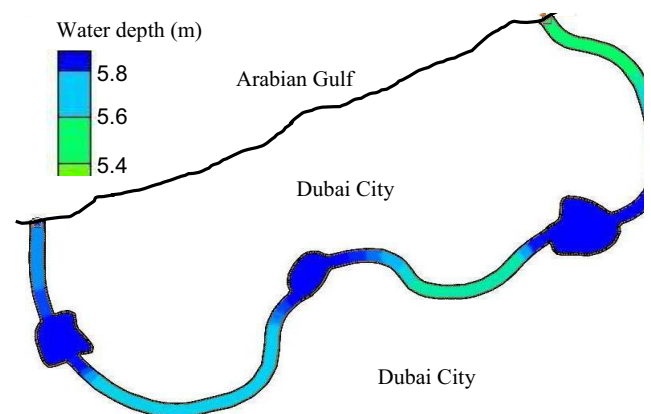 Water depth (m)
5.8
5.6
5.4
Arabian Gulf
Dubai City
Dubai City